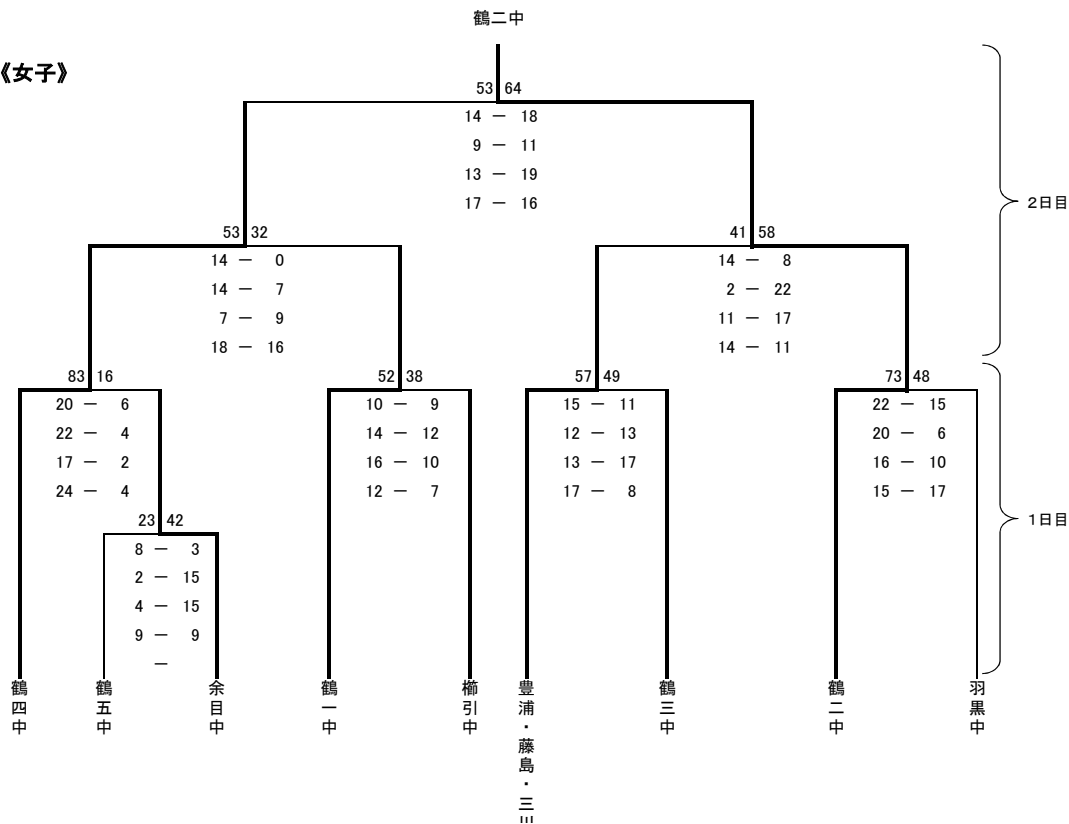 鶴二中
《女子》
53 64
14 － 18
9 － 11
13 － 19
17 － 16
2日目
53 32
14 － 0
14 － 7
7 － 9
18 － 16
41 58
14 － 8
2 － 22
11 － 17
14 － 11
83 16
20 － 6
22 － 4
17 － 2
24 － 4
52 38
10 － 9
14 － 12
16 － 10
12 － 7
57 49
15 － 11
12 － 13
13 － 17
17 － 8
73 48
22 － 15
20 － 6
16 － 10
15 － 17
1日目
23 42
8 － 3
2 － 15
4 － 15
9 － 9
－
鶴四中
鶴五中
余目中
鶴一中
櫛引中
豊浦・藤島・三川
鶴三中
鶴二中
羽黒中